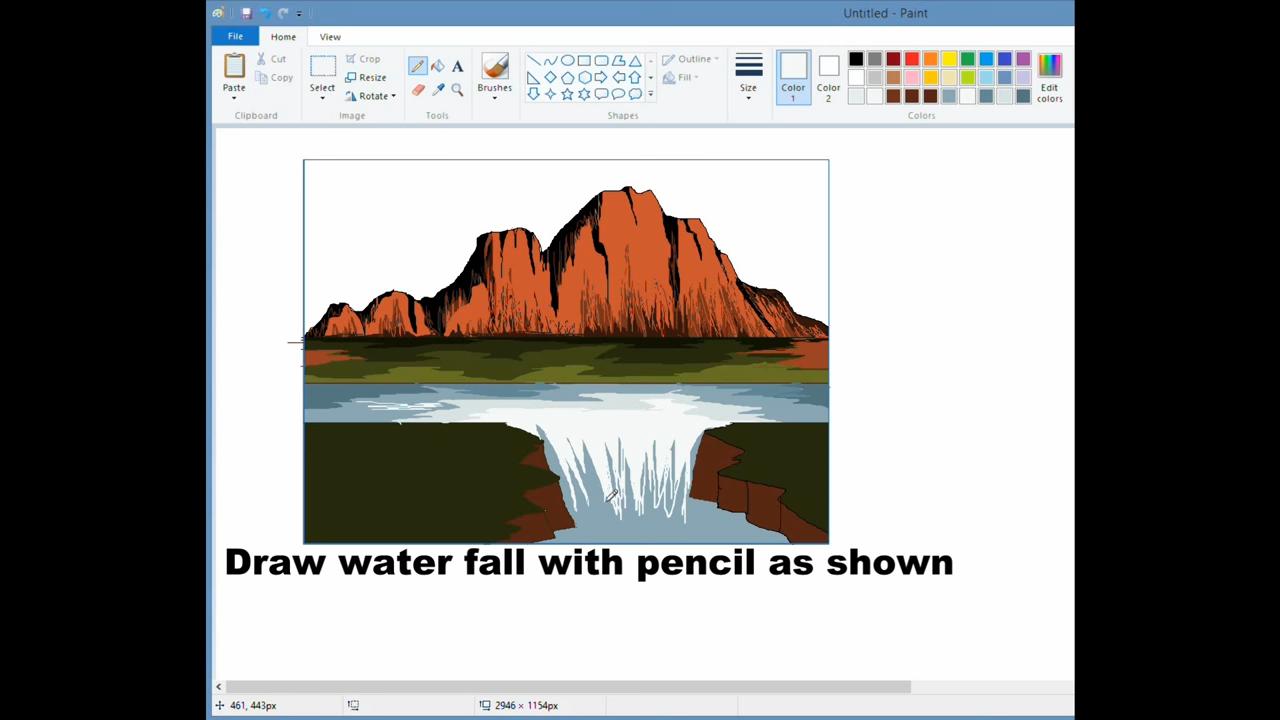 Untitled - Paint
File Home View
Paste Cut Copy
Select Crop Resize Rotate
A
Brushes
Outline
Fill
Size
Color 1
Color 2
Edit colors
Clipboard Image Tools Shapes Colors
Draw water fall with pencil as shown
461, 443px 2946 × 1154px